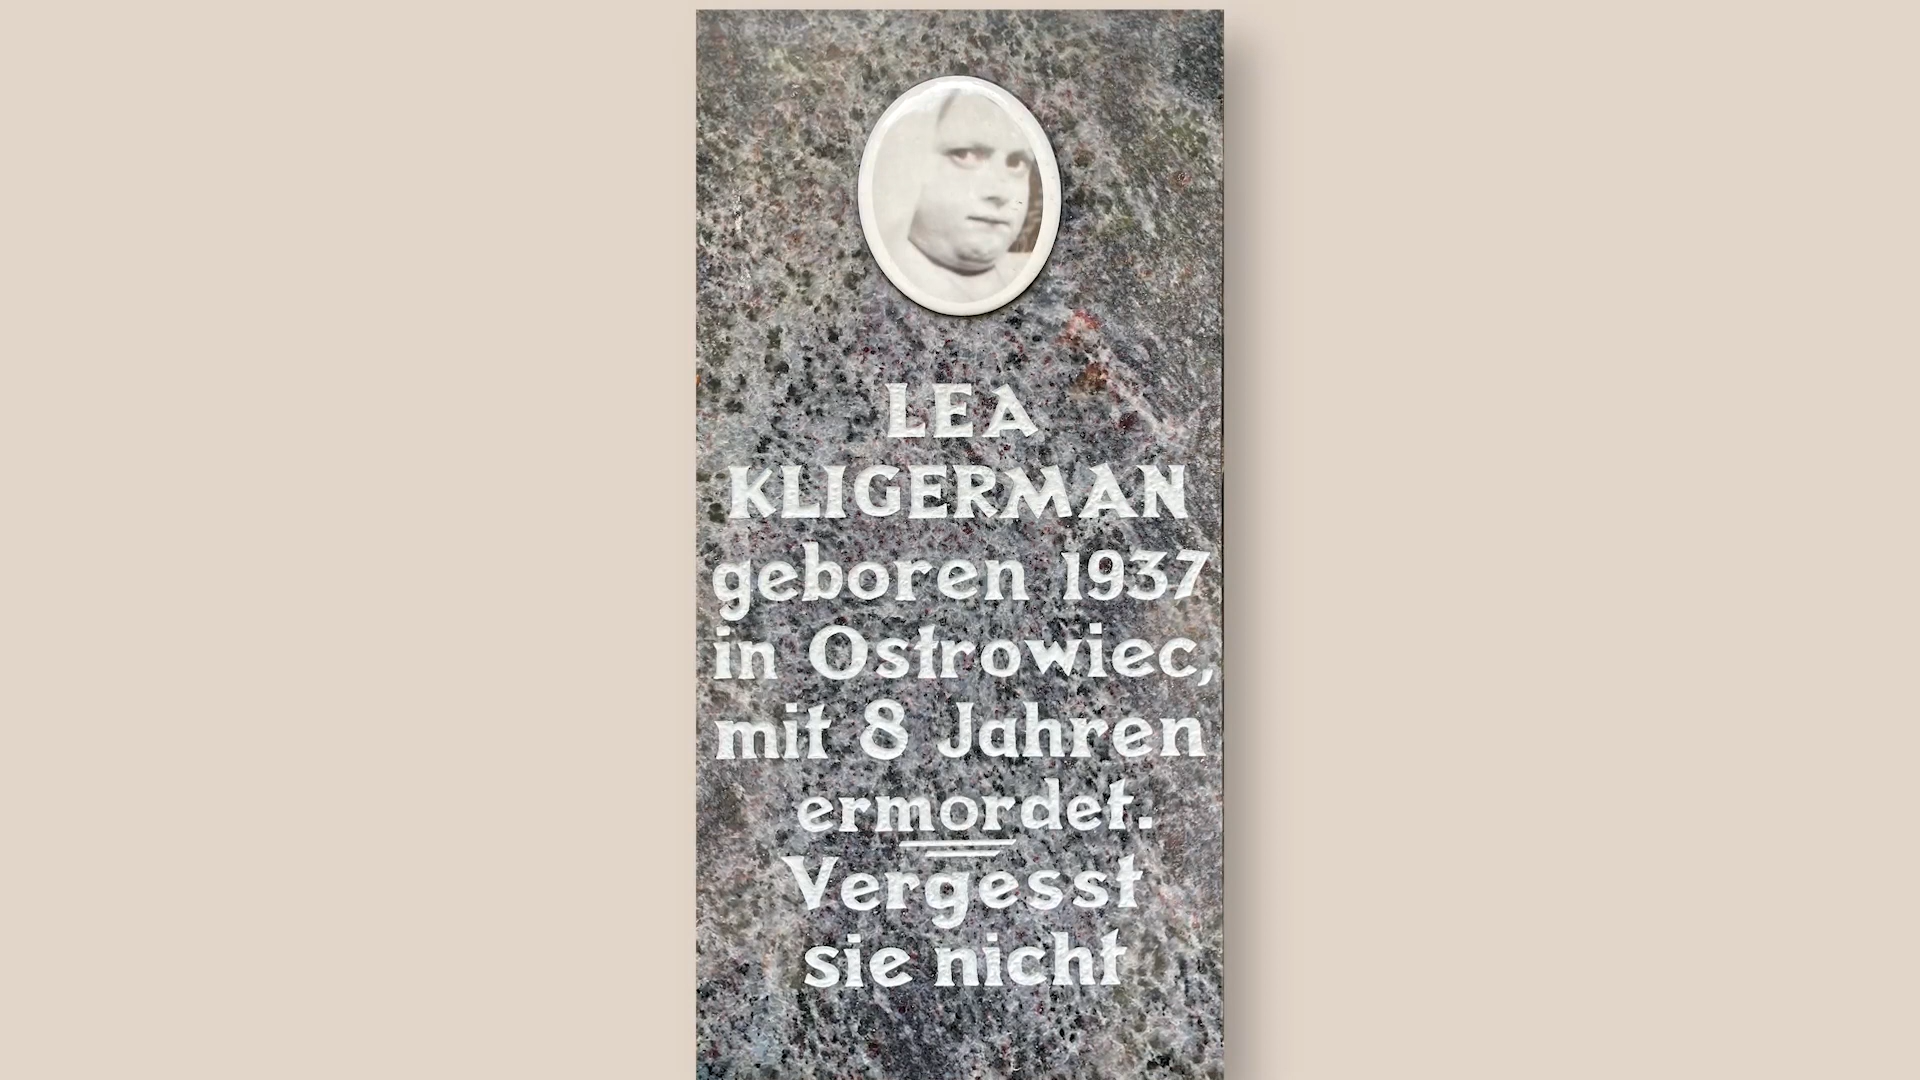 LEA
KLIGERMAN
geboren 1937
in Ostrowiec,
mit 8 Jahren
ermordet.
Vergesst
sie nicht